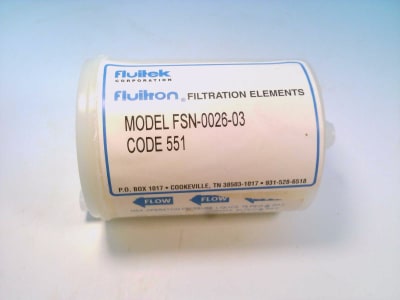 fluitek
CORPORATION
fluitron® FILTRATION ELEMENTS
MODEL FSN-0026-03
CODE 551
P.O. BOX 1017 • COOKEVILLE, TN 38503-1017 • 931-528-6518
FLOW FLOW